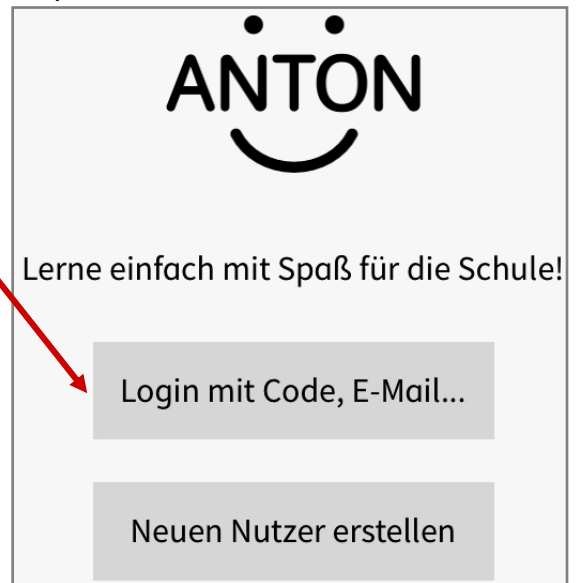 ANTON
Lerne einfach mit Spaß für die Schule!
Login mit Code, E-Mail...
Neuen Nutzer erstellen